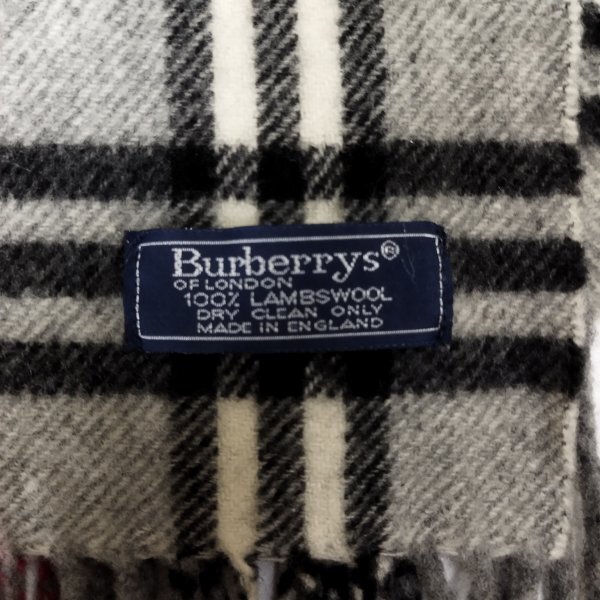 Burberrys®
OF LONDON
100% LAMBSWOOL
DRY CLEAN ONLY
MADE IN ENGLAND